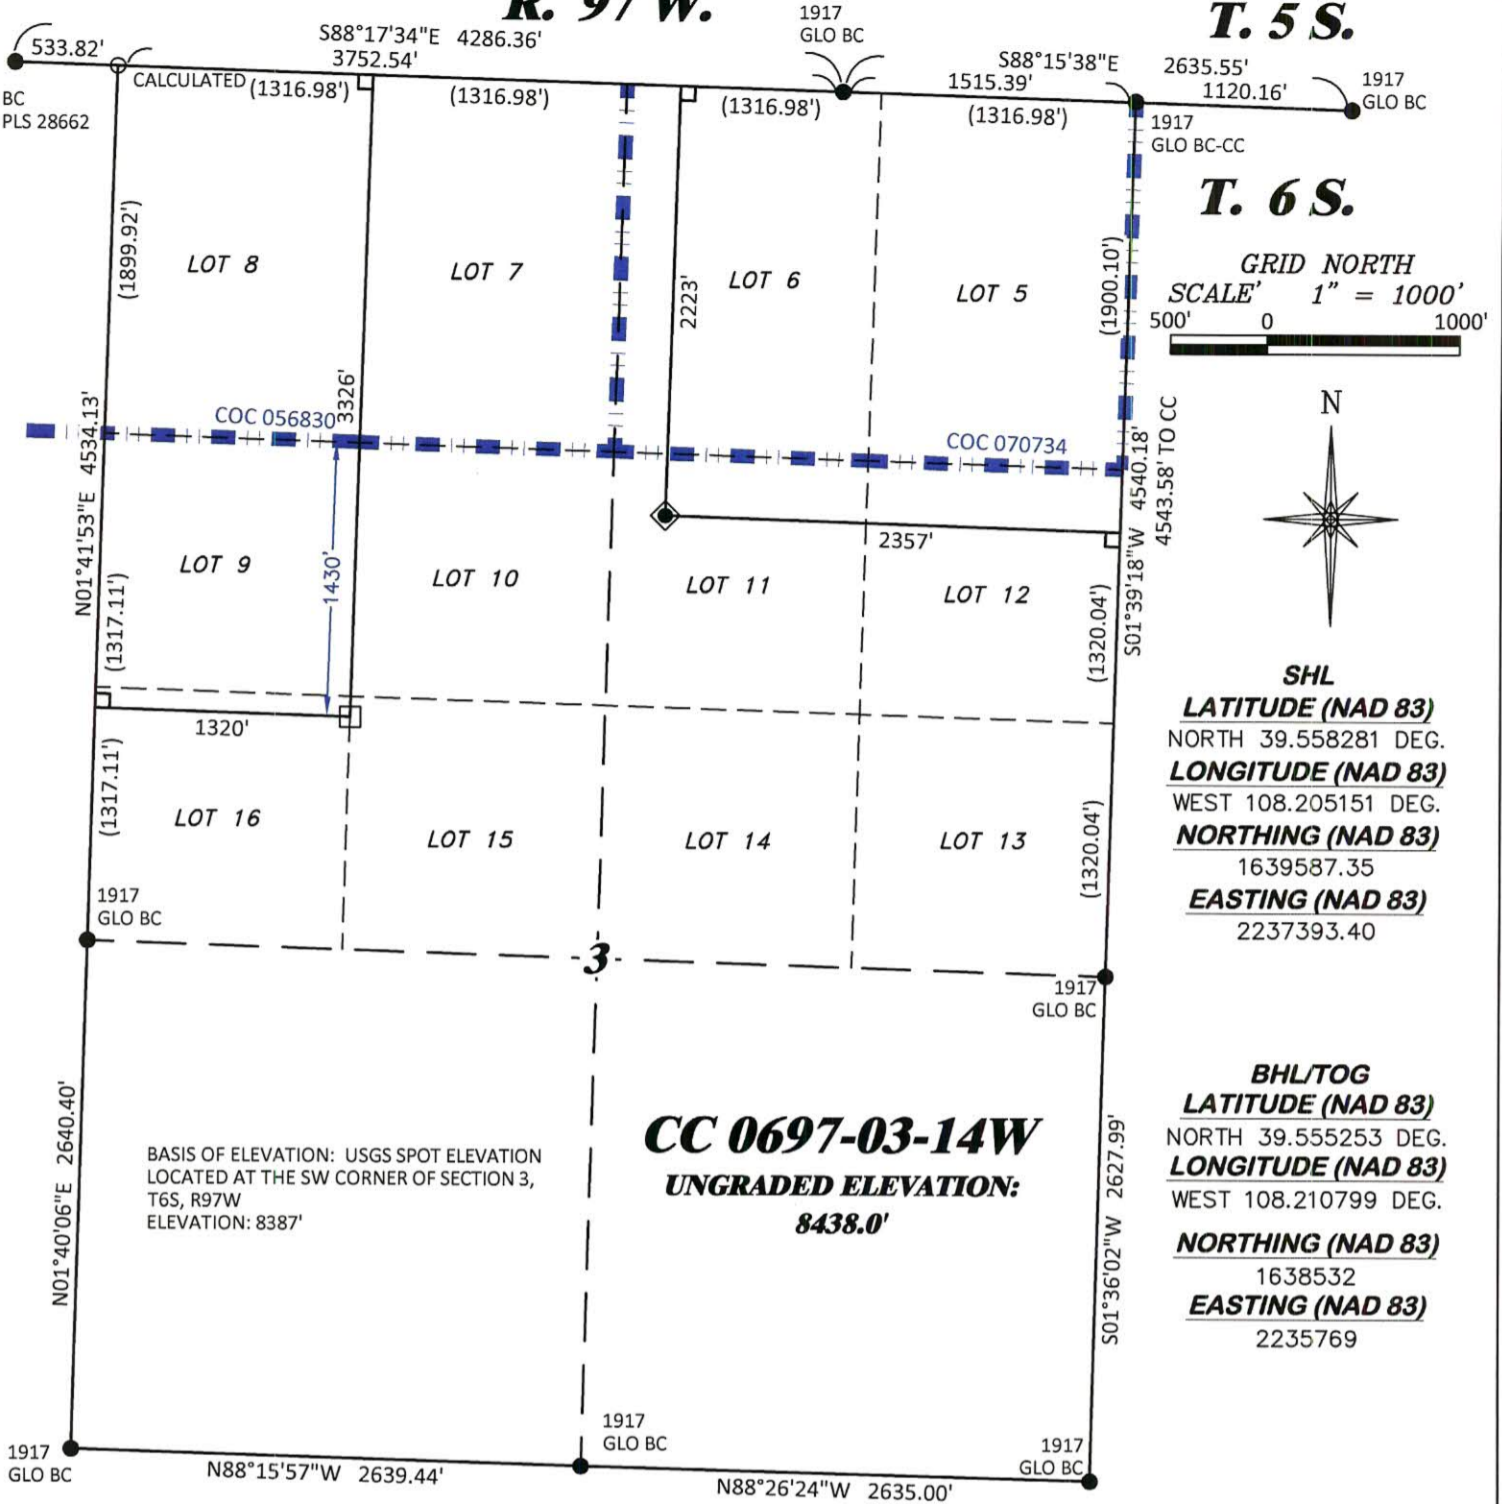 R. 97 W.
T. 5 S.
533.82'
S88°17'34"E 4286.36'
3752.54'
1917
GLO BC
S88°15'38"E
1515.39'
2635.55'
1120.16'
1917
GLO BC
BC
PLS 28662
CALCULATED
(1316.98')
(1316.98')
(1316.98')
(1316.98')
1917
GLO BC-CC
T. 6 S.
(1899.92')
LOT 8
LOT 7
LOT 6
LOT 5
2223'
(1900.10')
GRID NORTH
SCALE' 1" = 1000'
500' 0 1000'
N
3326'
COC 056830
COC 070734
N01°41'53"E 4534.13'
S01°39'18"W 4540.18'
4543.58' TO CC
2357'
LOT 9
1430'
LOT 10
LOT 11
LOT 12
(1317.11')
(1320.04')
1320'
(1317.11')
LOT 16
LOT 15
LOT 14
LOT 13
(1320.04')
1917
GLO BC
3
1917
GLO BC
SHL
LATITUDE (NAD 83)
NORTH 39.558281 DEG.
LONGITUDE (NAD 83)
WEST 108.205151 DEG.
NORTHING (NAD 83)
1639587.35
EASTING (NAD 83)
2237393.40
BHL/TOG
LATITUDE (NAD 83)
NORTH 39.555253 DEG.
LONGITUDE (NAD 83)
WEST 108.210799 DEG.
NORTHING (NAD 83)
1638532
EASTING (NAD 83)
2235769
N01°40'06"E 2640.40'
BASIS OF ELEVATION: USGS SPOT ELEVATION
LOCATED AT THE SW CORNER OF SECTION 3,
T6S, R97W
ELEVATION: 8387'
CC 0697-03-14W
UNGRADED ELEVATION:
8438.0'
S01°36'02"W 2627.99'
1917
GLO BC
1917
GLO BC
1917
GLO BC
N88°15'57"W 2639.44'
N88°26'24"W 2635.00'